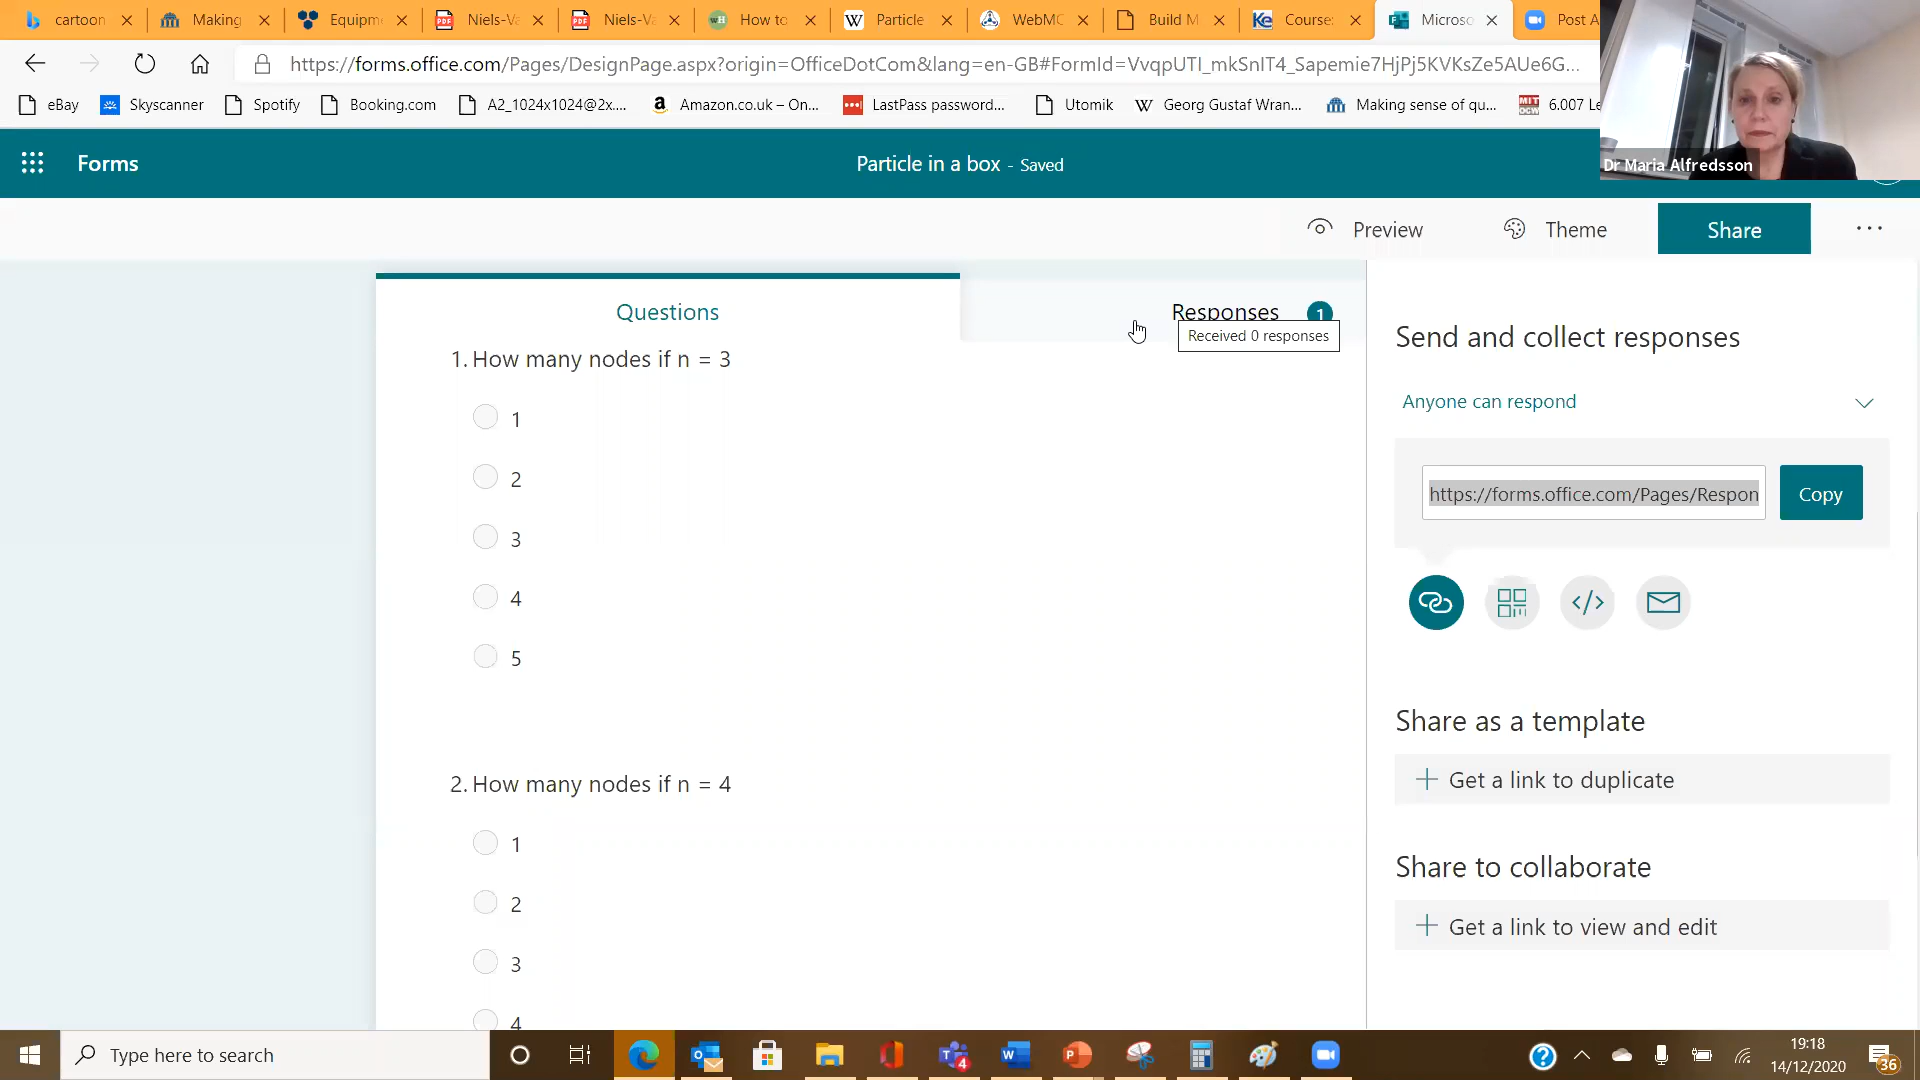 cartoon
Making
Equipm
Niels-Va
Niels-Va
How to
Particle
WebMC
Build M
Course:
Microso
Post A
https://forms.office.com/Pages/DesignPage.aspx?origin=OfficeDotCom&lang=en-GB#FormId=VvqpUTI_mkSnIT4_Sapemie7HjPj5KVKsZe5AUe6G...
eBay
Skyscanner
Spotify
Booking.com
A2_1024x1024@2x....
Amazon.co.uk – On...
LastPass password...
Utomik
Georg Gustaf Wran...
Making sense of qu...
6.007 Le
Dr Maria Alfredsson
Forms
Particle in a box - Saved
Preview
Theme
Share
Questions
Responses 1
Received 0 responses
1. How many nodes if n = 3
1
2
3
4
5
2. How many nodes if n = 4
1
2
3
4
Send and collect responses
Anyone can respond
https://forms.office.com/Pages/Respon
Copy
Share as a template
Get a link to duplicate
Share to collaborate
Get a link to view and edit
Type here to search
4
19:18
14/12/2020
36